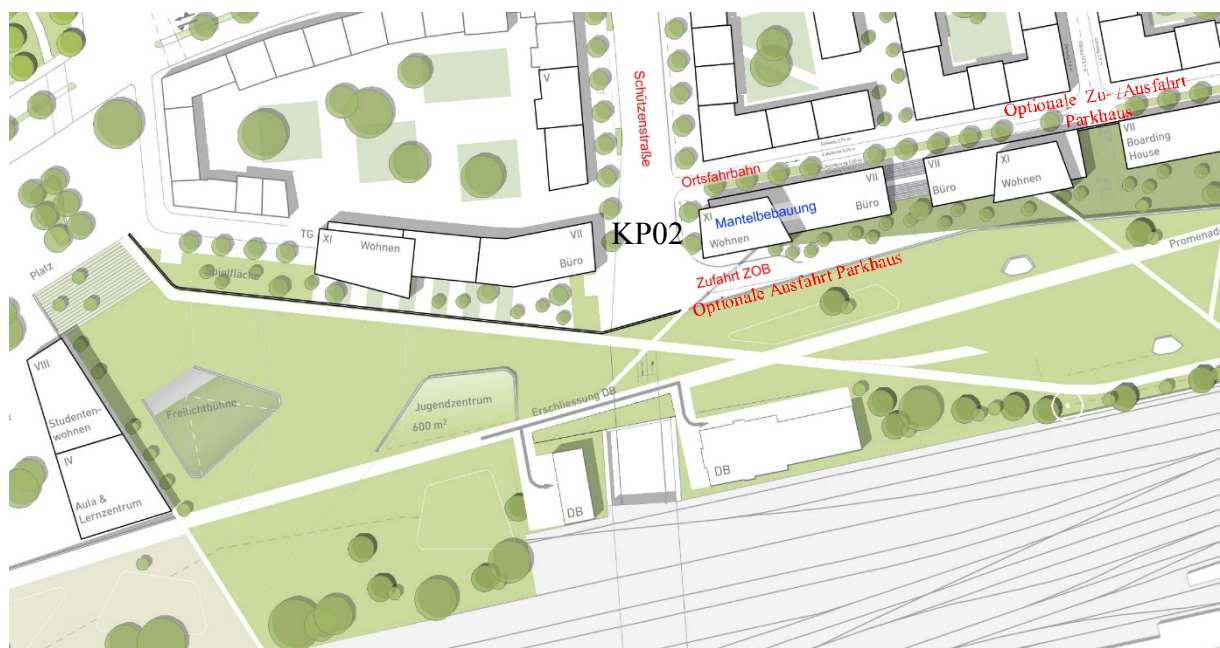 Schützenstraße
V
Optionale Zu-/Ausfahrt
Parkhaus
VII
Boarding
House
Ortsfahrbahn
VII
Büro
XI
Wohnen
XI
Mantelbebauung
VII
Büro
Wohnen
KP02
TG
XI
Wohnen
VII
Büro
Platz
Spielfläche
Zufahrt ZOB
Optionale Ausfahrt Parkhaus
Promenad
VIII
Studenten-
wohnen
IV
Aula &
Lernzentrum
Freilichtbühne
Jugendzentrum
600 m²
Erschliessung DB
DB
DB